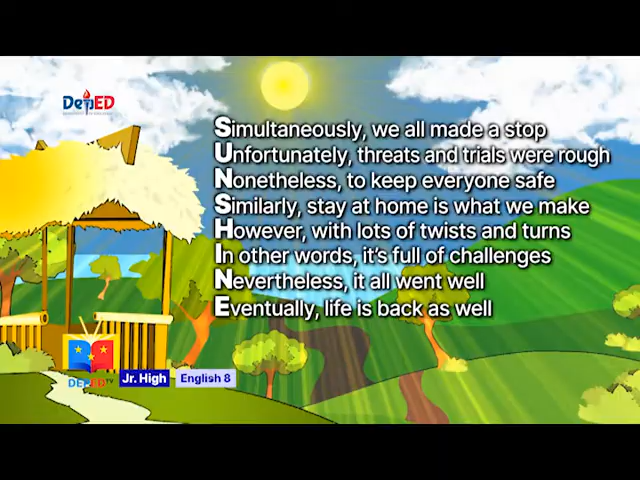 DepED
Simultaneously, we all made a stop
Unfortunately, threats and trials were rough
Nonetheless, to keep everyone safe
Similarly, stay at home is what we make
However, with lots of twists and turns
In other words, it's full of challenges
Nevertheless, it all went well
Eventually, life is back as well
DEPED TV
Jr. High
English 8